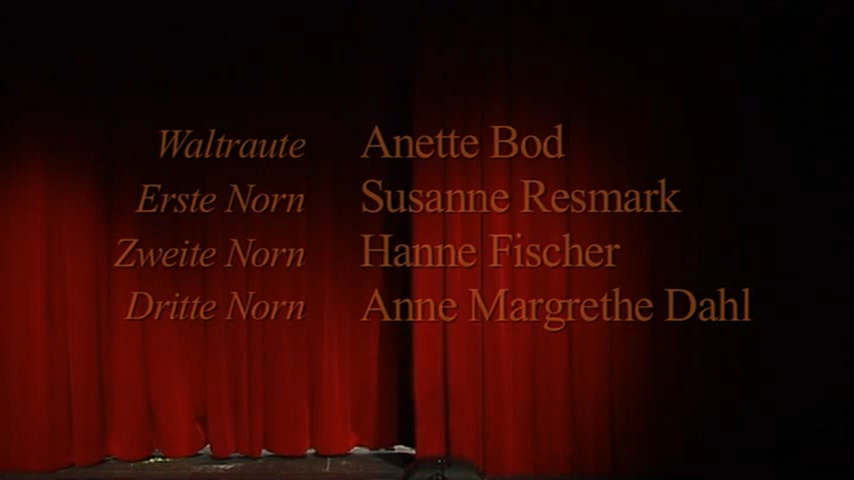 Waltraute Anette Bod
Erste Norn Susanne Resmark
Zweite Norn Hanne Fischer
Dritte Norn Anne Margrethe Dahl